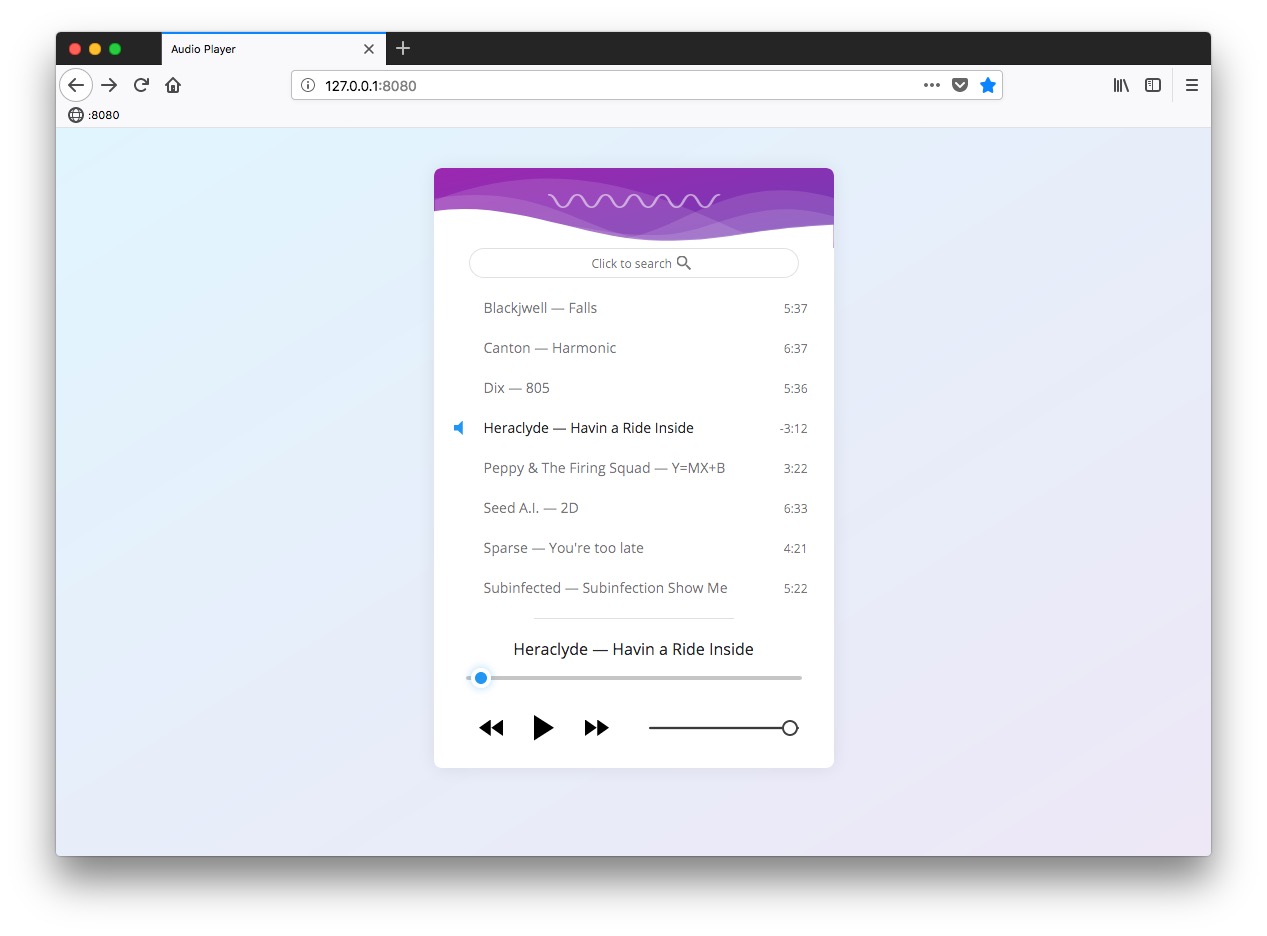 Audio Player
127.0.0.1:8080
:8080
Click to search
Blackjwell — Falls 5:37
Canton — Harmonic 6:37
Dix — 805 5:36
Heraclyde — Havin a Ride Inside -3:12
Peppy & The Firing Squad — Y=MX+B 3:22
Seed A.I. — 2D 6:33
Sparse — You're too late 4:21
Subinfected — Subinfection Show Me 5:22
Heraclyde — Havin a Ride Inside